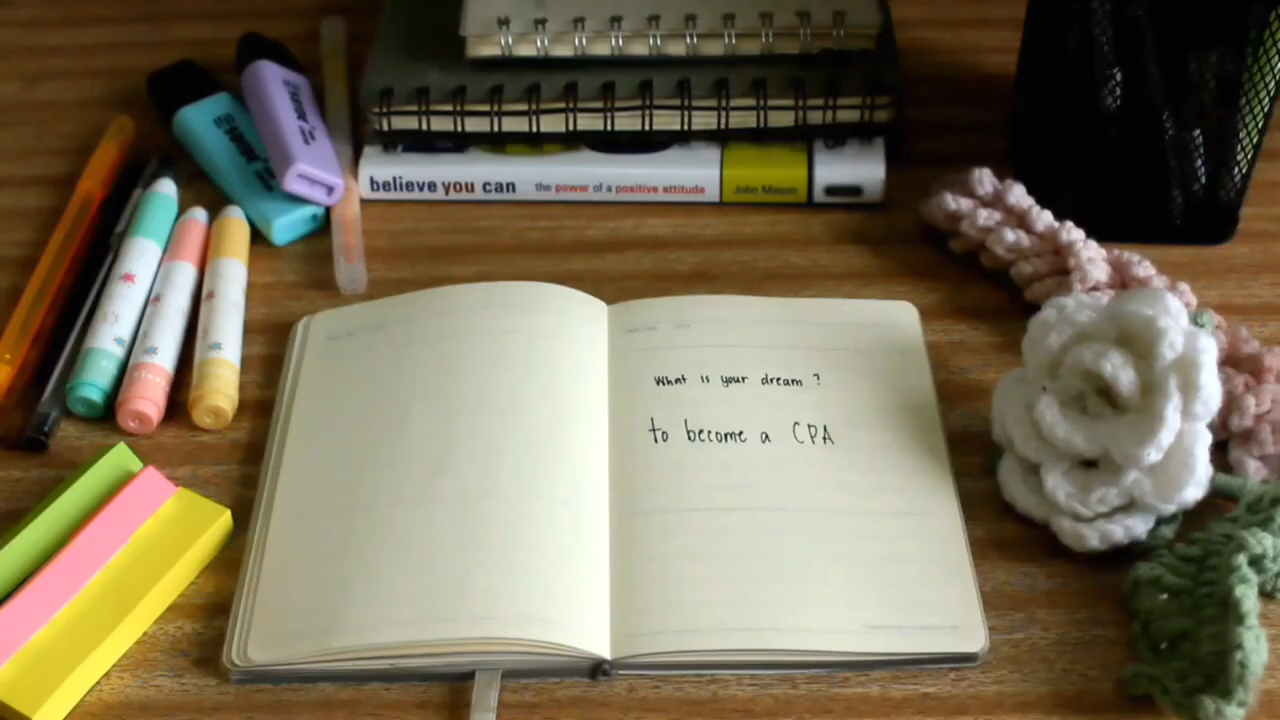 believe you can the power of a positive attitude John Mason
What is your dream ?
to become a CPA